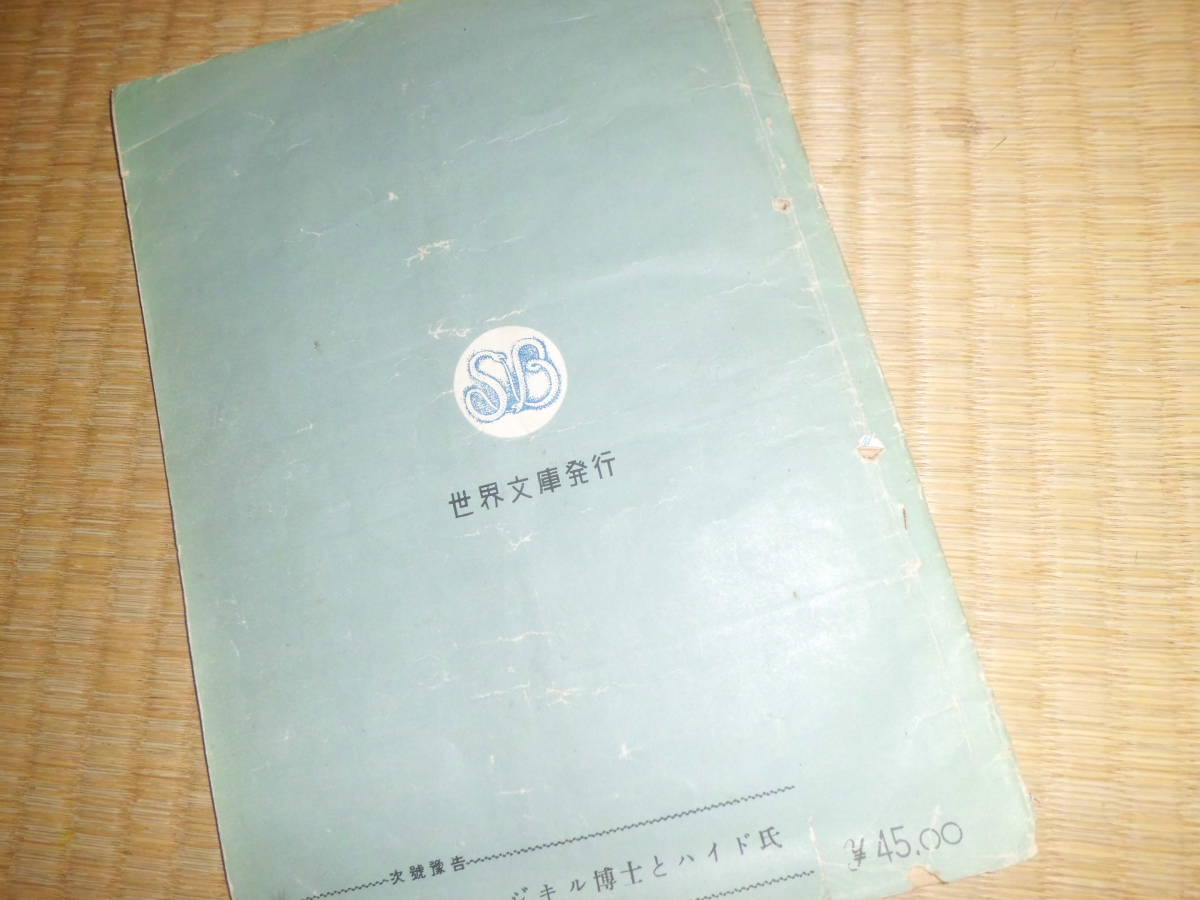 SB
世界文庫発行
次號豫告
ジキル博士とハイド氏
¥45.00